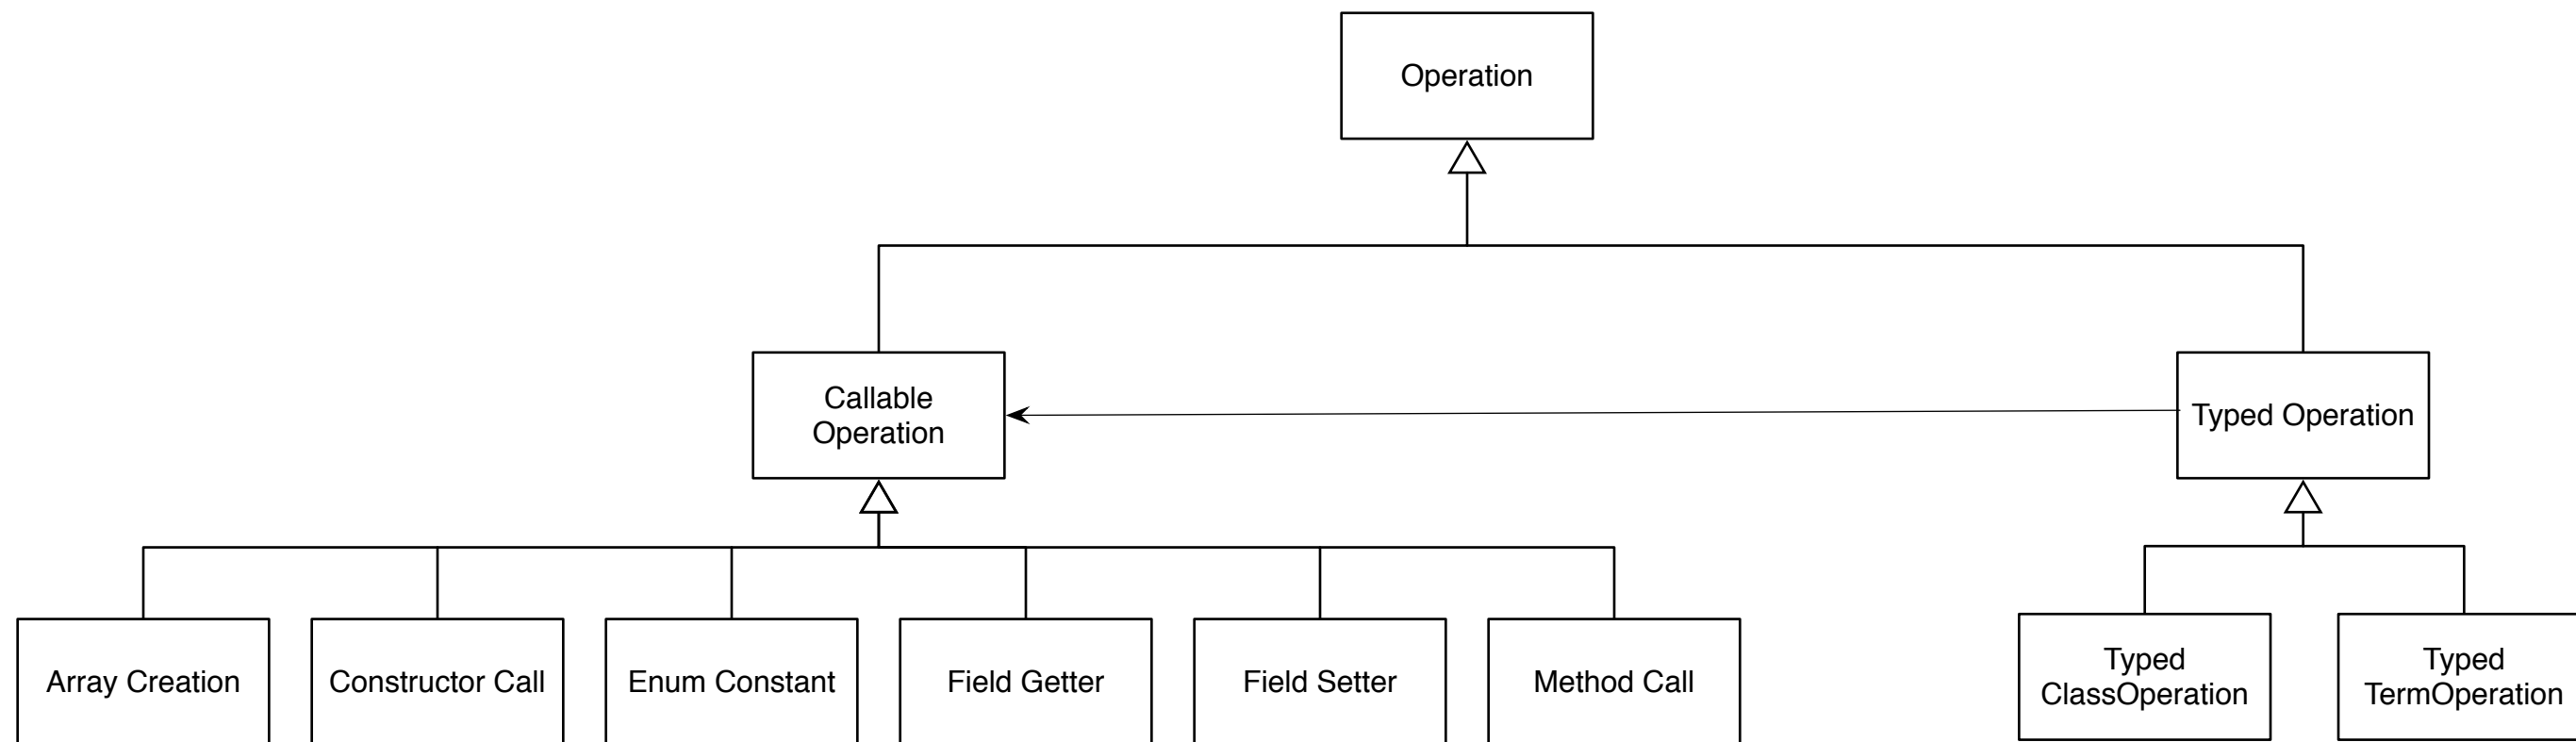 Operation
Callable
Operation
Typed Operation
Array Creation
Constructor Call
Enum Constant
Field Getter
Field Setter
Method Call
Typed
ClassOperation
Typed
TermOperation